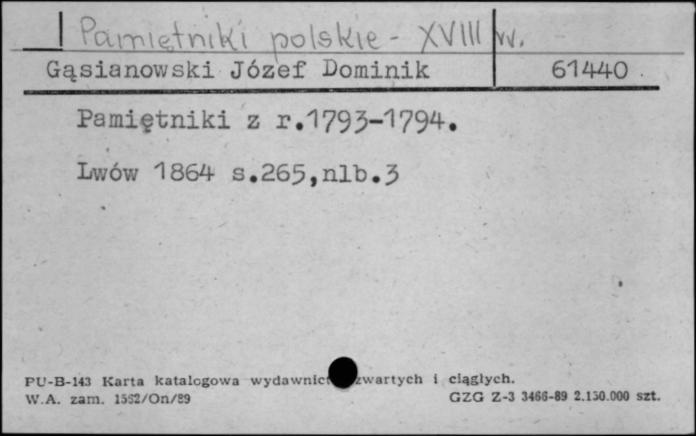 Pamiętniki polskie - XVIII w.
Gąsianowski Józef Dominik 61440
Pamiętniki z r.1793-1794.
Lwów 1864 s.265,nlb.3
PU-B-143 Karta katalogowa wydawnict zwartych i ciągłych.
W.A. zam. 1562/On/89 GZG Z-3 3466-89 2.150.000 szt.